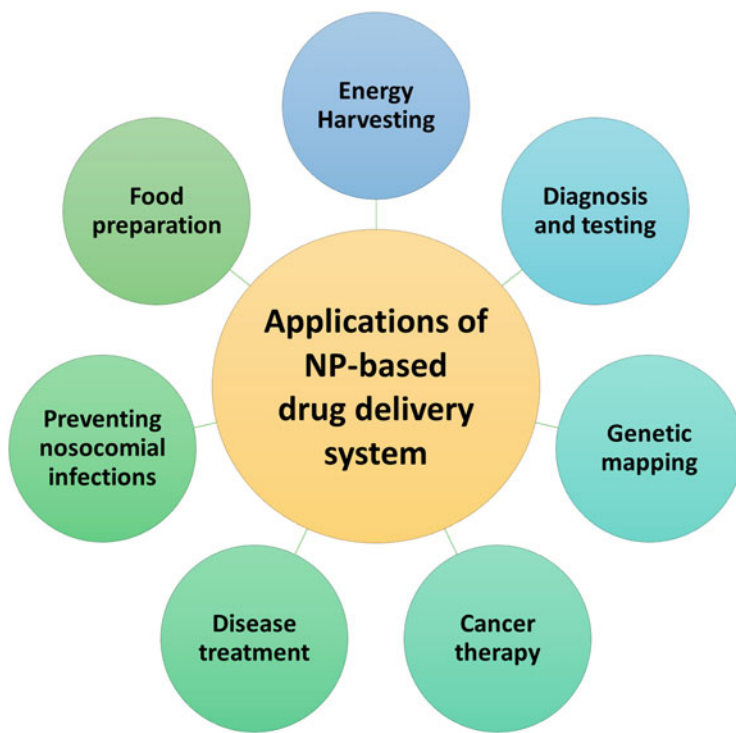 Energy
Harvesting
Diagnosis
and testing
Genetic
mapping
Cancer
therapy
Disease
treatment
Preventing
nosocomial
infections
Food
preparation
Applications of
NP-based
drug delivery
system